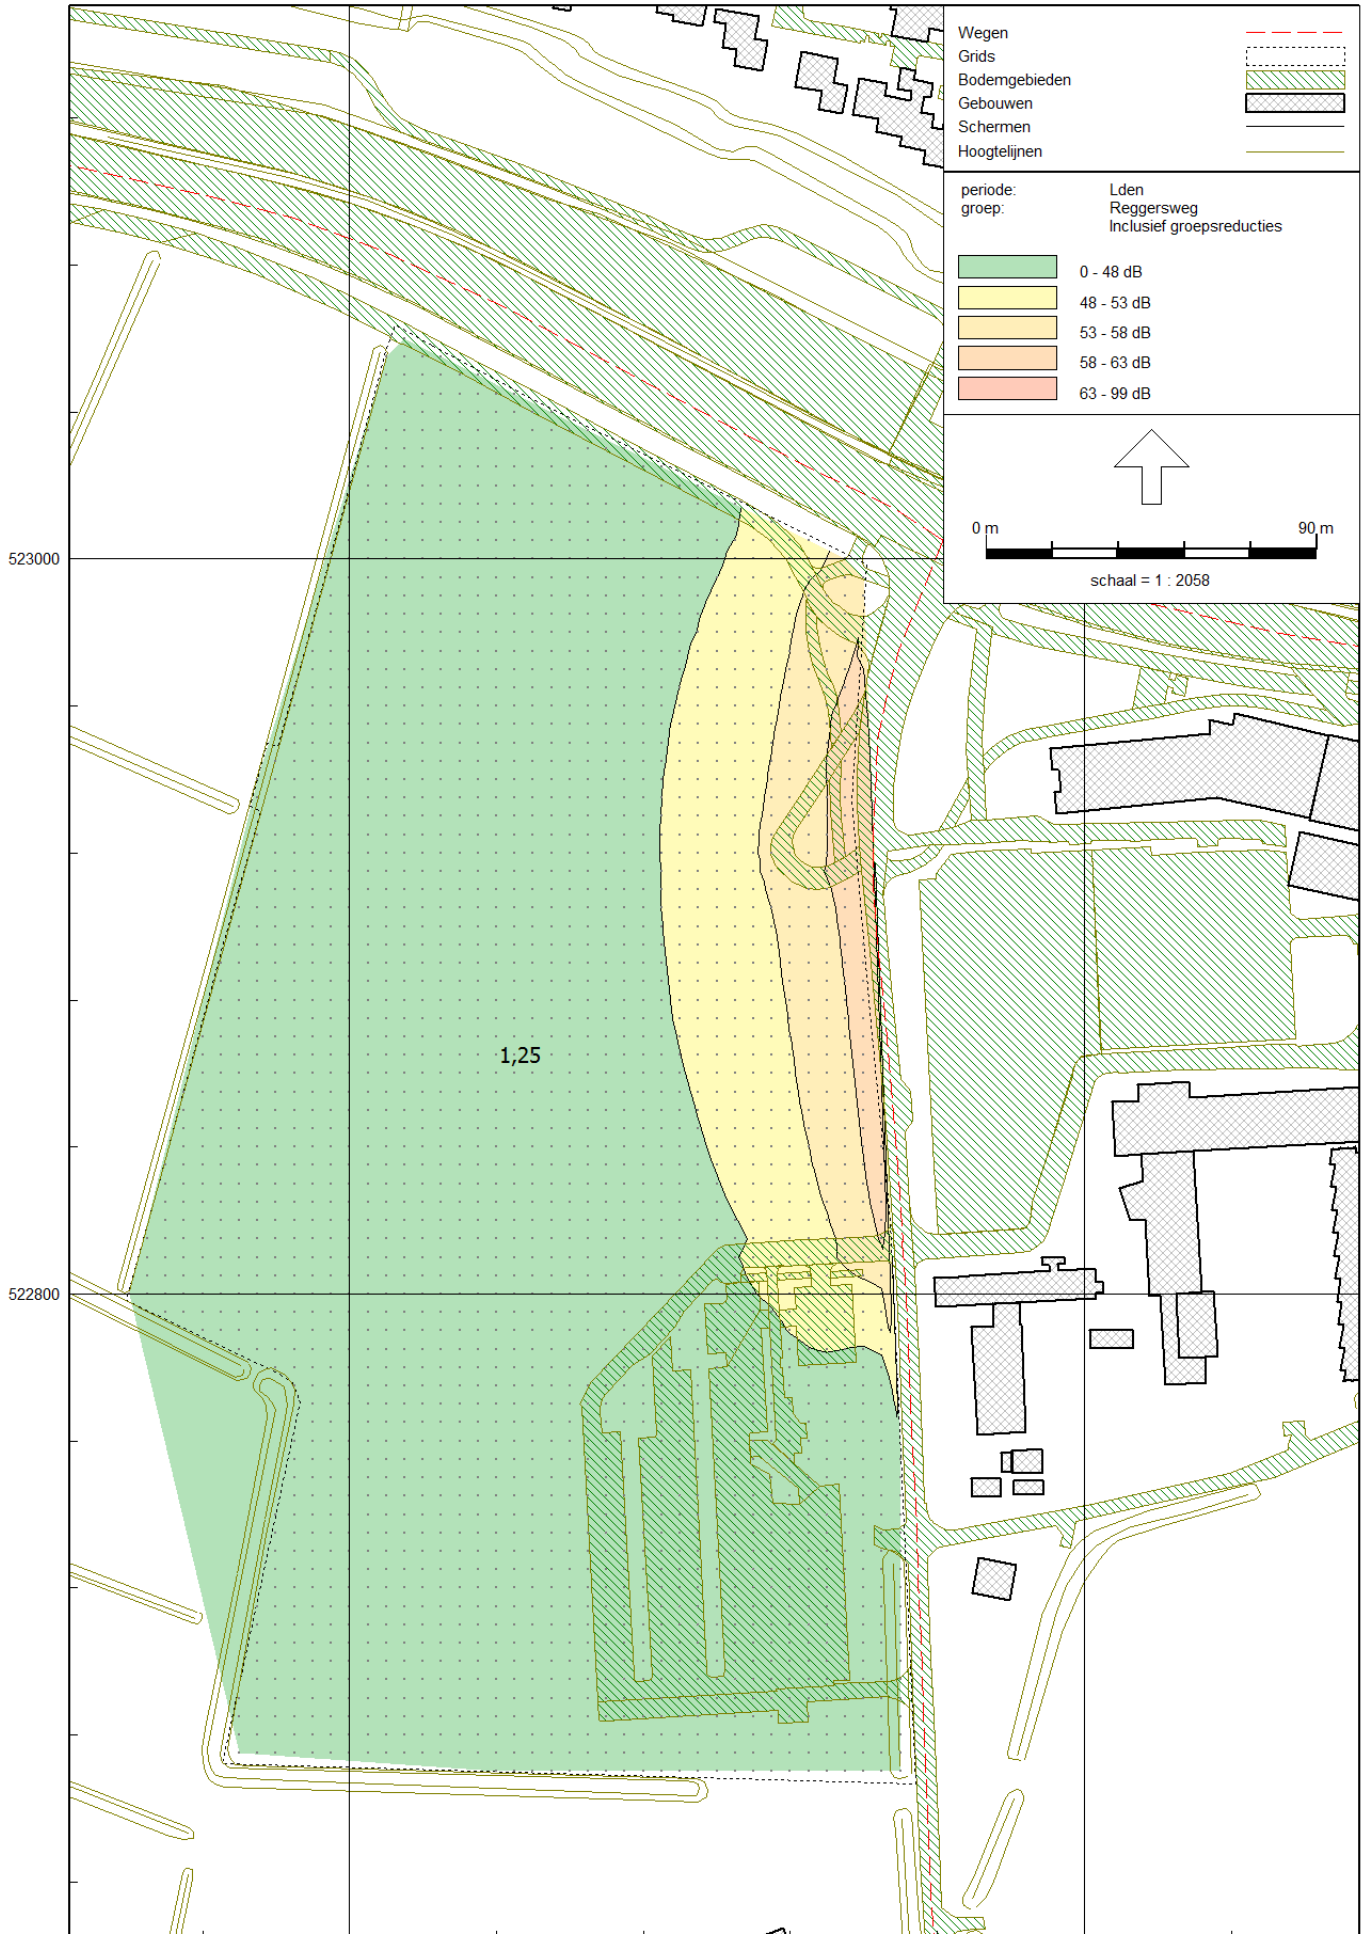 Wegen
Grids
Bodemgebieden
Gebouwen
Schermen
Hoogtelijnen
periode: Lden
groep: Reggersweg
Inclusief groepsreducties
0 - 48 dB
48 - 53 dB
53 - 58 dB
58 - 63 dB
63 - 99 dB
0 m 90 m
schaal = 1 : 2058
523000
1,25
522800